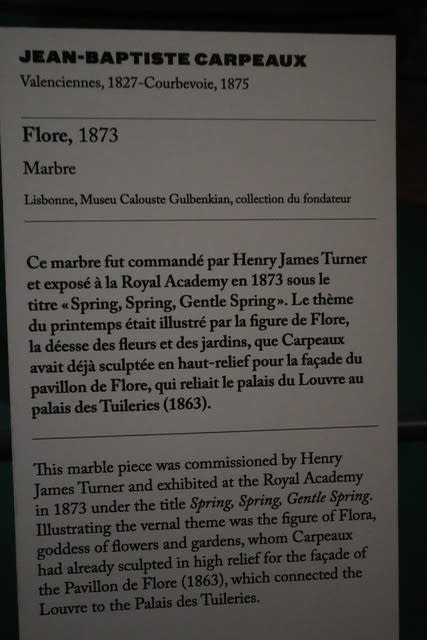 JEAN-BAPTISTE CARPEAUX
Valenciennes, 1827-Courbevoie, 1875
Flore, 1873
Marbre
Lisbonne, Museu Calouste Gulbenkian, collection du fondateur
Ce marbre fut commandé par Henry James Turner
et exposé à la Royal Academy en 1873 sous le
titre « Spring, Spring, Gentle Spring ». Le thème
du printemps était illustré par la figure de Flore,
la déesse des fleurs et des jardins, que Carpeaux
avait déjà sculptée en haut-relief pour la façade du
pavillon de Flore, qui reliait le palais du Louvre au
palais des Tuileries (1863).
This marble piece was commissioned by Henry
James Turner and exhibited at the Royal Academy
in 1873 under the title Spring, Spring, Gentle Spring.
Illustrating the vernal theme was the figure of Flora,
goddess of flowers and gardens, whom Carpeaux
had already sculpted in high relief for the façade of
the Pavillon de Flore (1863), which connected the
Louvre to the Palais des Tuileries.